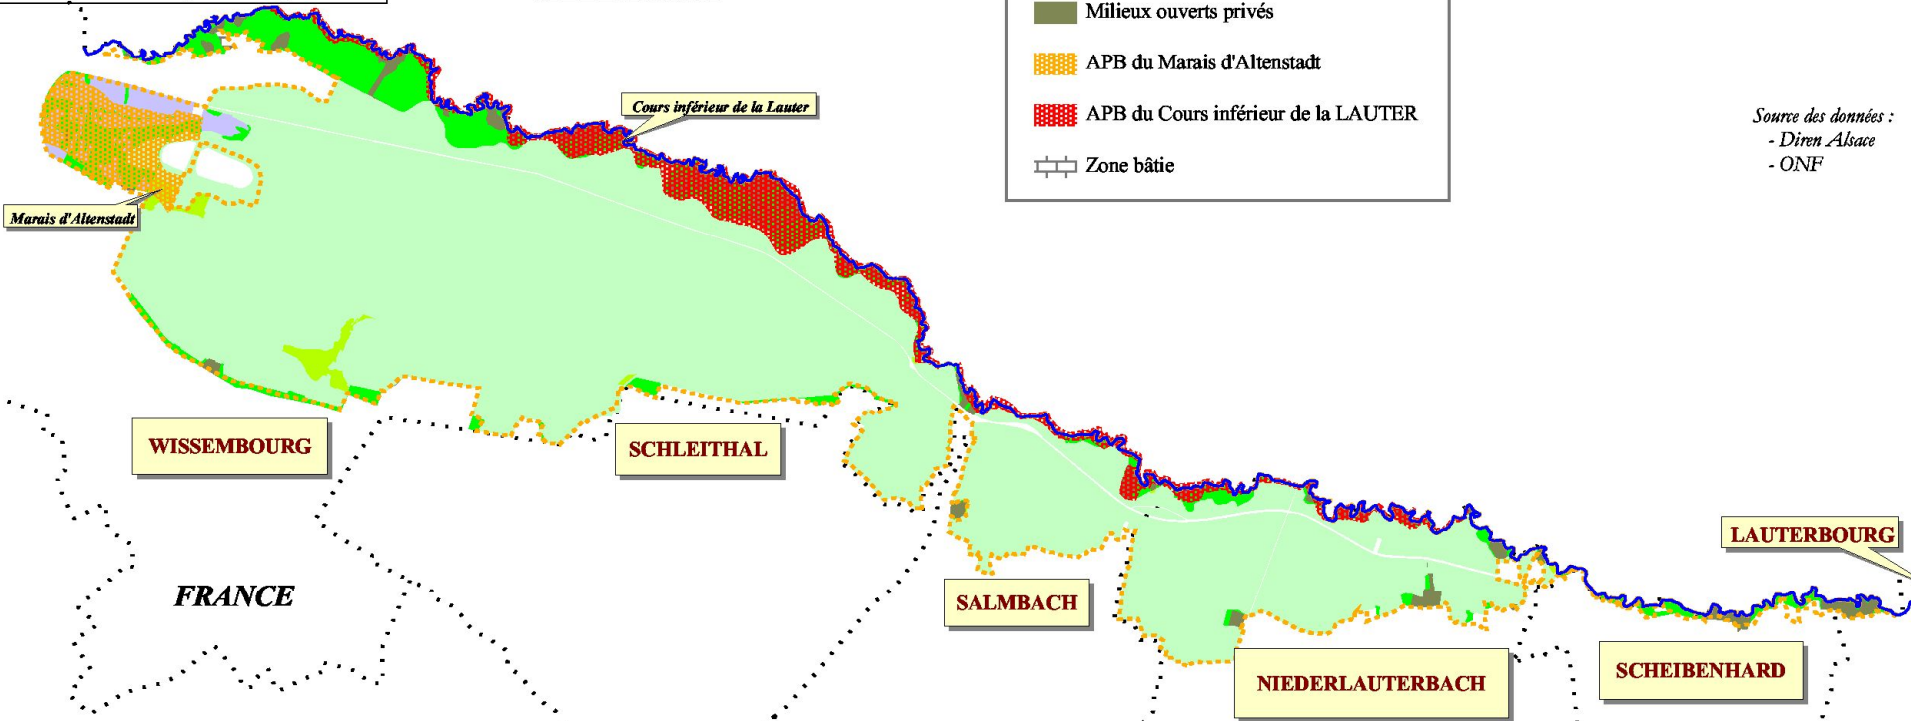 Milieux ouverts privés
APB du Marais d'Altenstadt
APB du Cours inférieur de la LAUTER
Zone bâtie
Source des données :
- Diren Alsace
- ONF
Cours inférieur de la Lauter
Marais d'Altenstadt
WISSEMBOURG
SCHLEITHAL
LAUTERBOURG
FRANCE
SALMBACH
NIEDERLAUTERBACH
SCHEIBENHARD